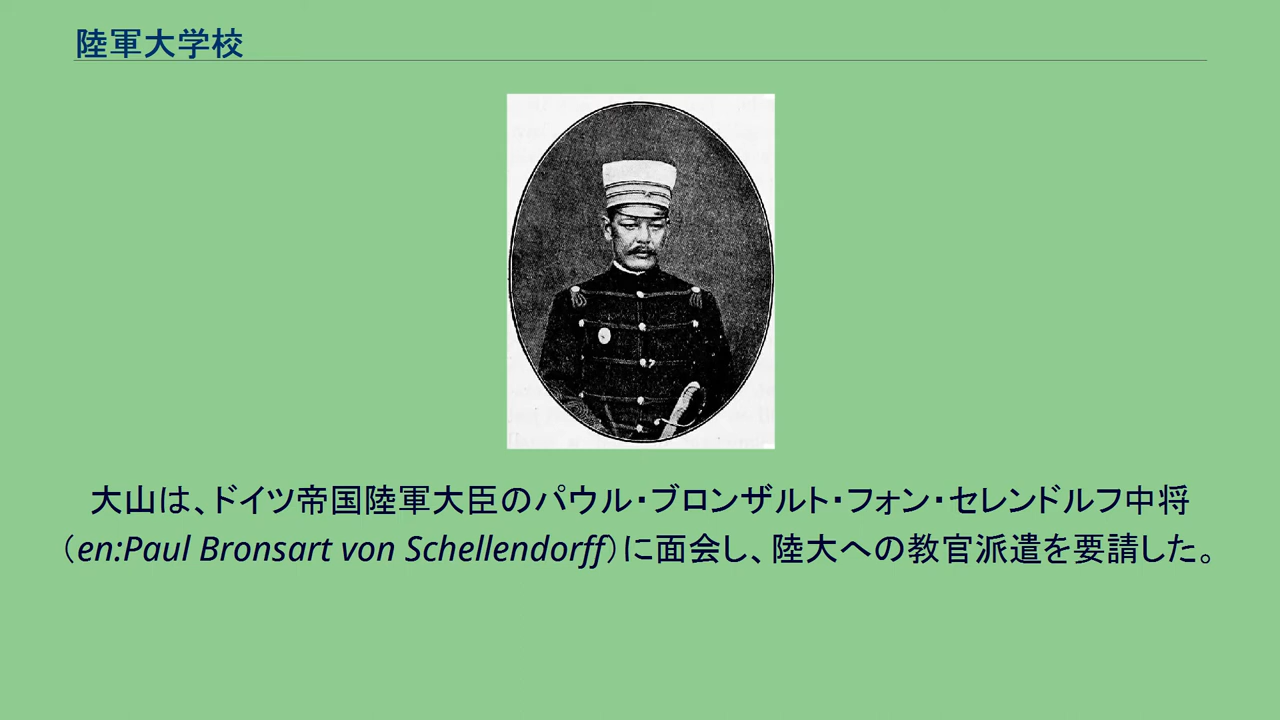 陸軍大学校
大山は、ドイツ帝国陸軍大臣のパウル・ブロンザルト・フォン・セレンドルフ中将
（en:Paul Bronsart von Schellendorff）に面会し、陸大への教官派遣を要請した。